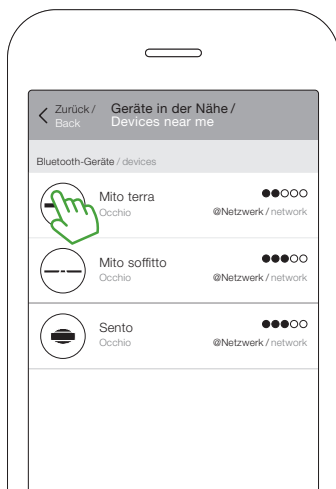 Zurück /
Back
Geräte in der Nähe /
Devices near me
Bluetooth-Geräte / devices
Mito terra
Occhio
@Netzwerk / network
Mito soffitto
Occhio
@Netzwerk / network
Sento
Occhio
@Netzwerk / network